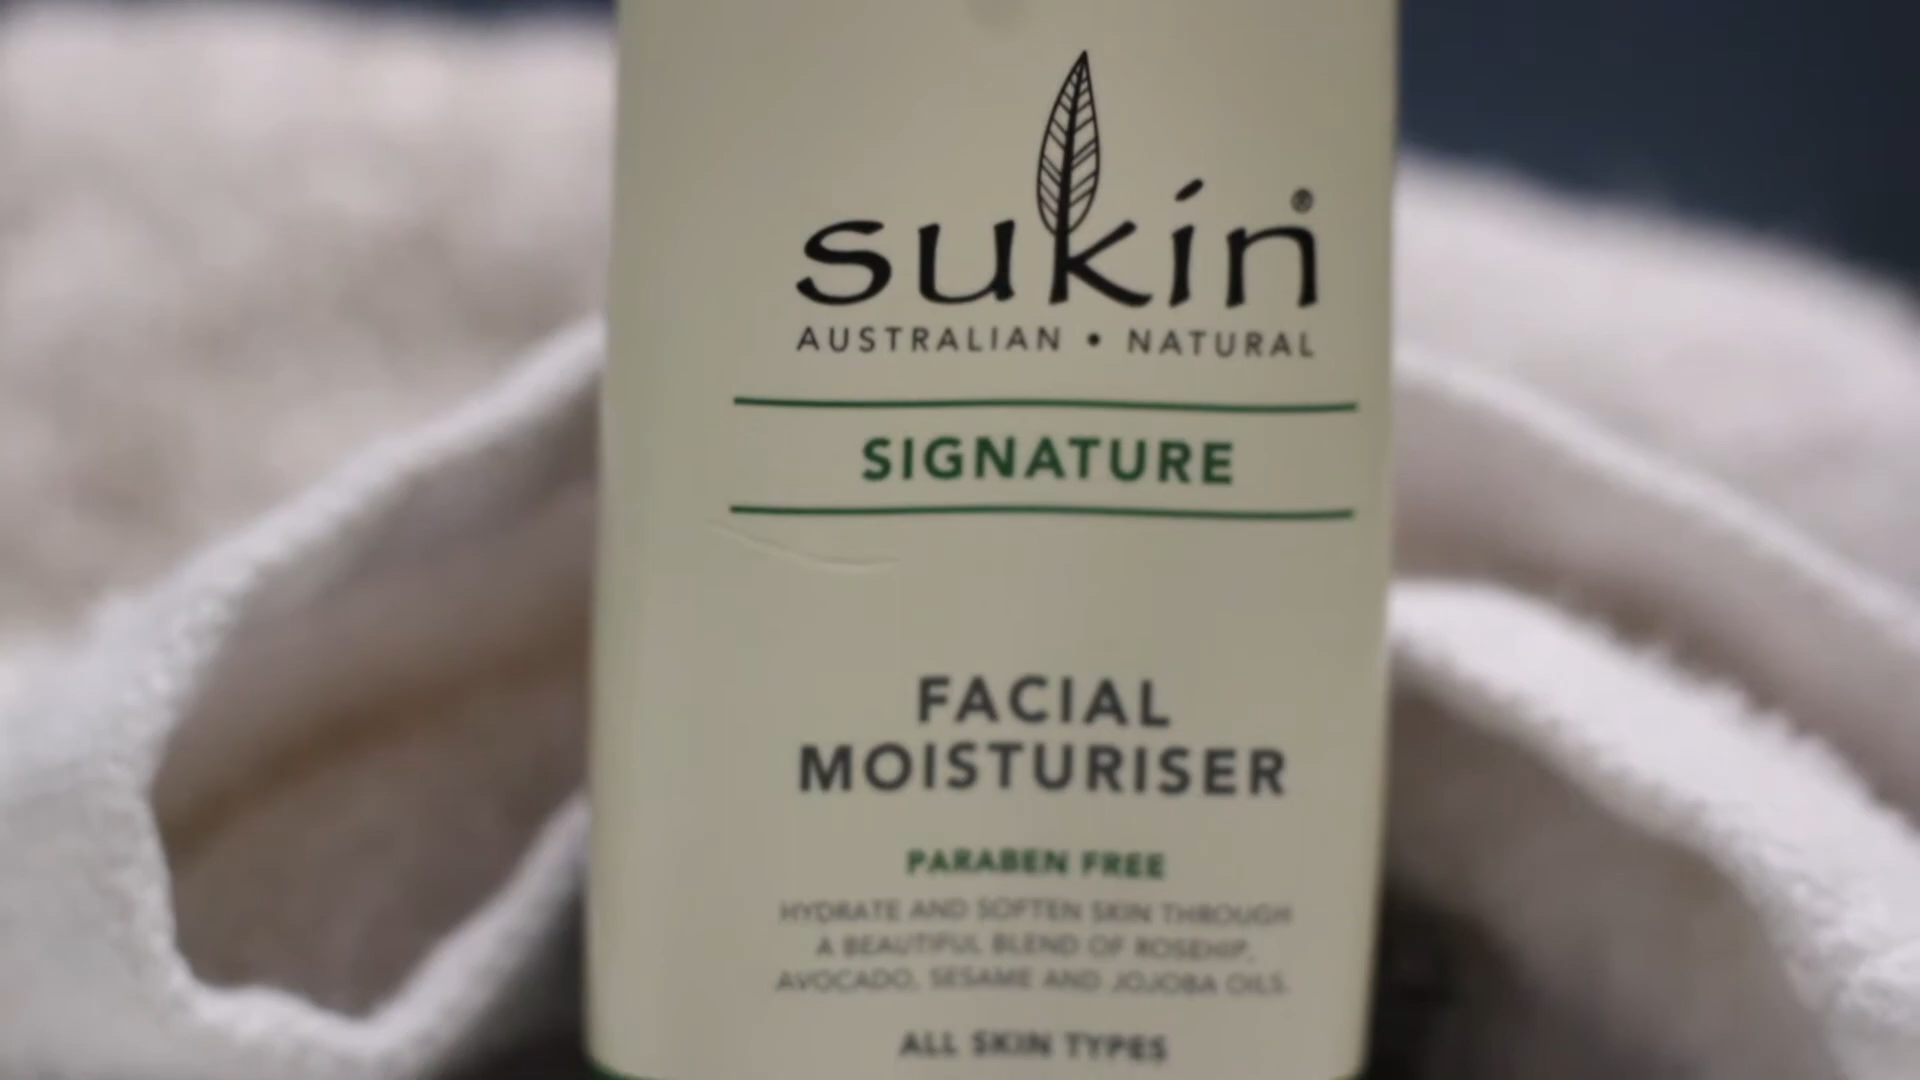 sukin®
AUSTRALIAN • NATURAL
SIGNATURE
FACIAL
MOISTURISER
PARABEN FREE
HYDRATE AND SOFTEN SKIN THROUGH
A BEAUTIFUL BLEND OF ROSEHIP,
AVOCADO, SESAME AND JOJOBA OILS.
ALL SKIN TYPES